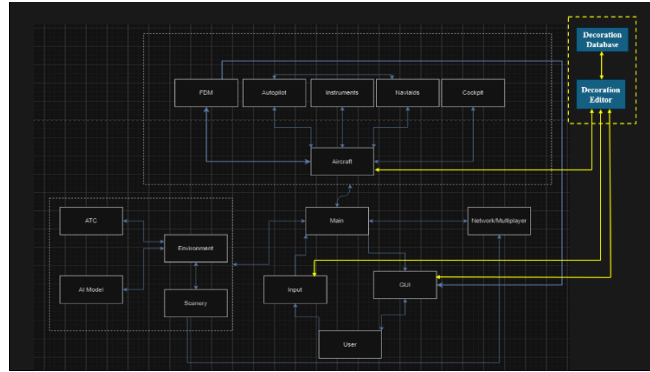 Decoration
Database
Decoration
Editor
FDM
Autopilot
Instruments
Navaids
Cockpit
Aircraft
ATC
Environment
Main
Network/Multiplayer
AI Model
Scenery
Input
GUI
User